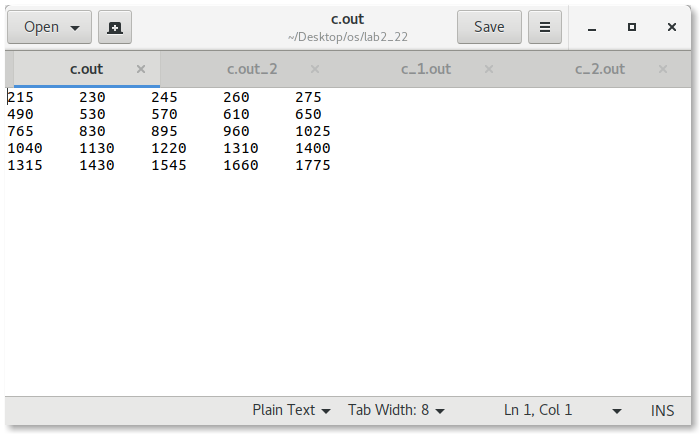 Open
c.out
~/Desktop/os/lab2_22
Save
c.out
c.out_2
c_1.out
c_2.out
215 230 245 260 275
490 530 570 610 650
765 830 895 960 1025
1040 1130 1220 1310 1400
1315 1430 1545 1660 1775
Plain Text Tab Width: 8 Ln 1, Col 1 INS